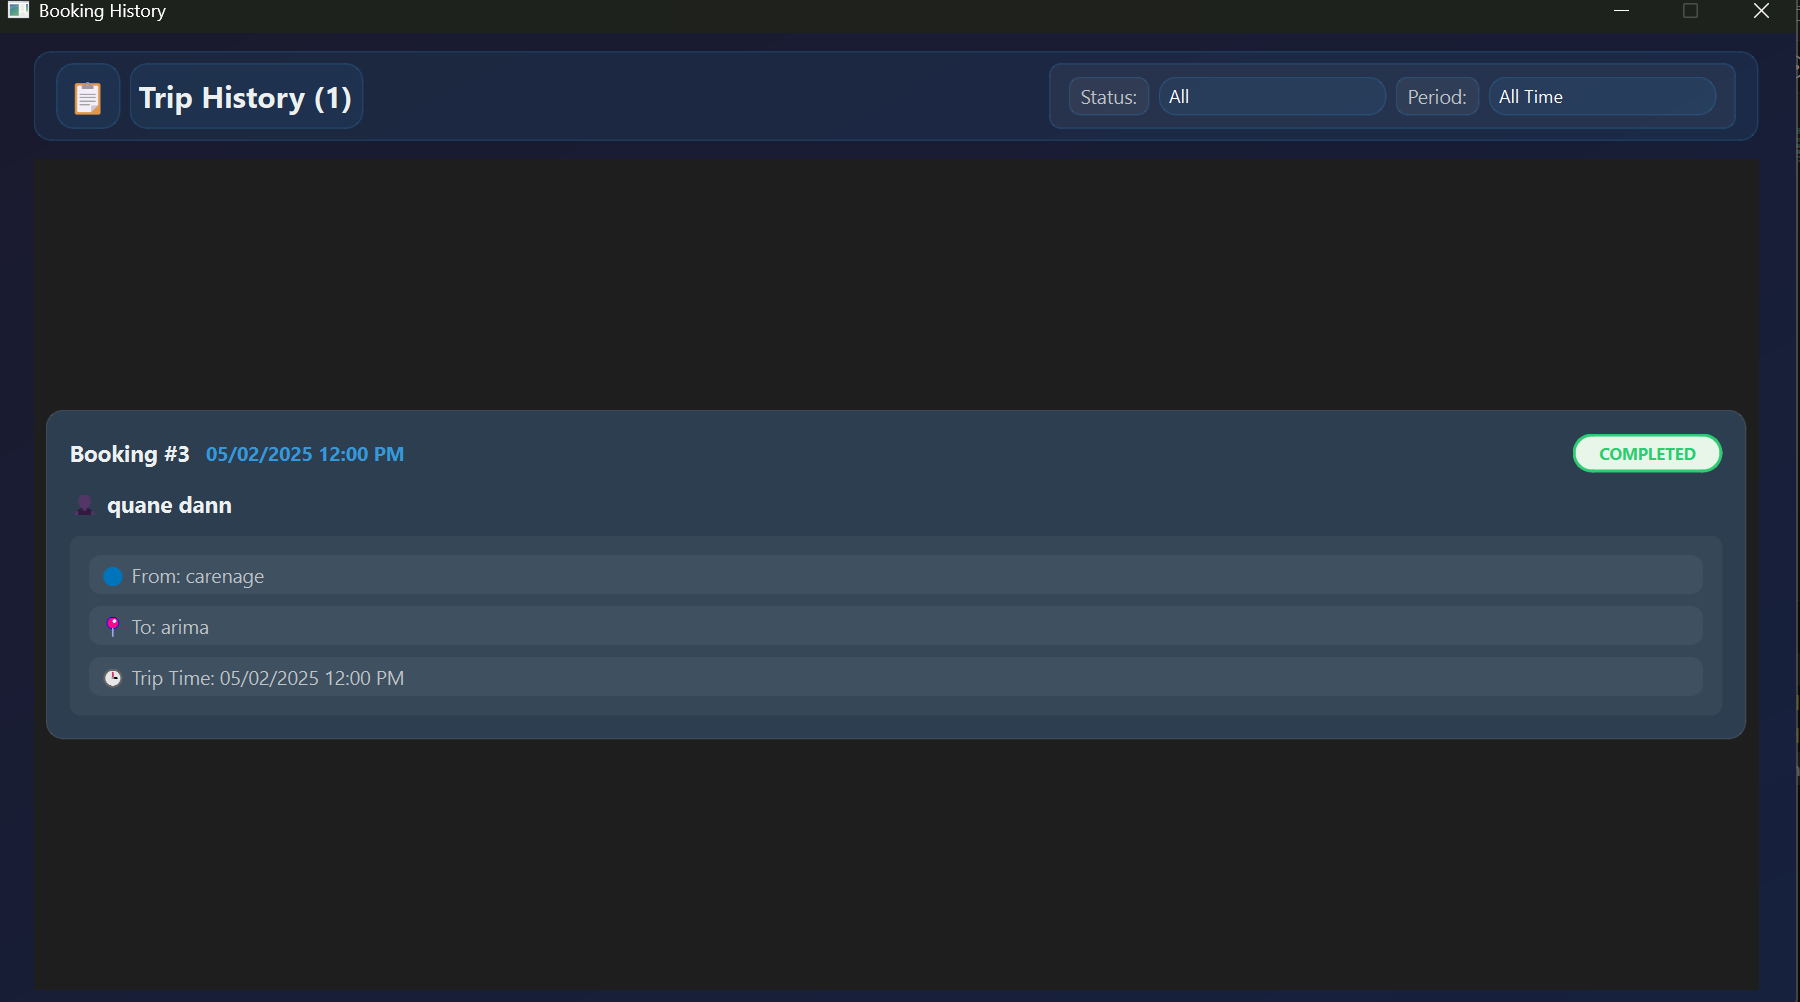 Booking History
Trip History (1)
Status: All Period: All Time
Booking #3 05/02/2025 12:00 PM COMPLETED
quane dann
From: carenage
To: arima
Trip Time: 05/02/2025 12:00 PM